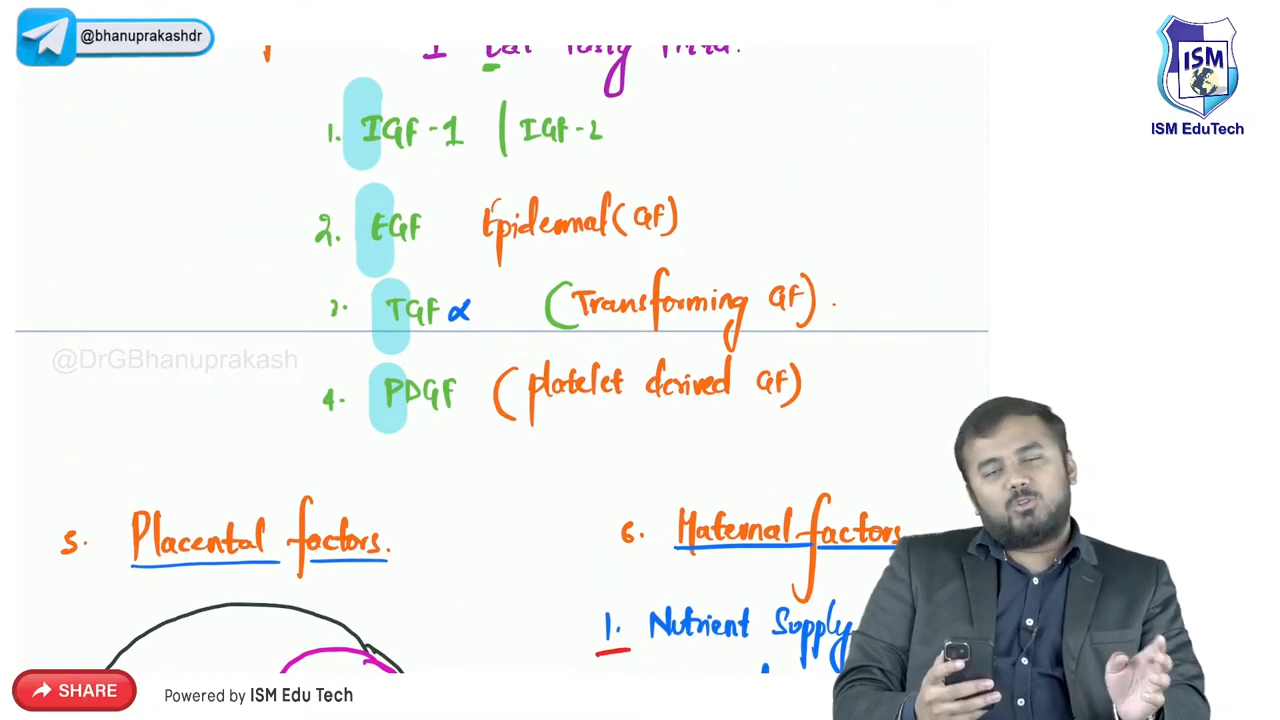 @bhanuprakashdr
ISM
ISM EduTech
I Eat Tasty
1. IGF-1 | IGF-2
2. EGF Epidermal (GF)
3. TGF α (Transforming GF).
@DrGBhanuprakash
4. PDGF (platelet derived GF)
5. Placental factors.
6. Maternal factors
1. Nutrient Supply
SHARE
Powered by ISM Edu Tech